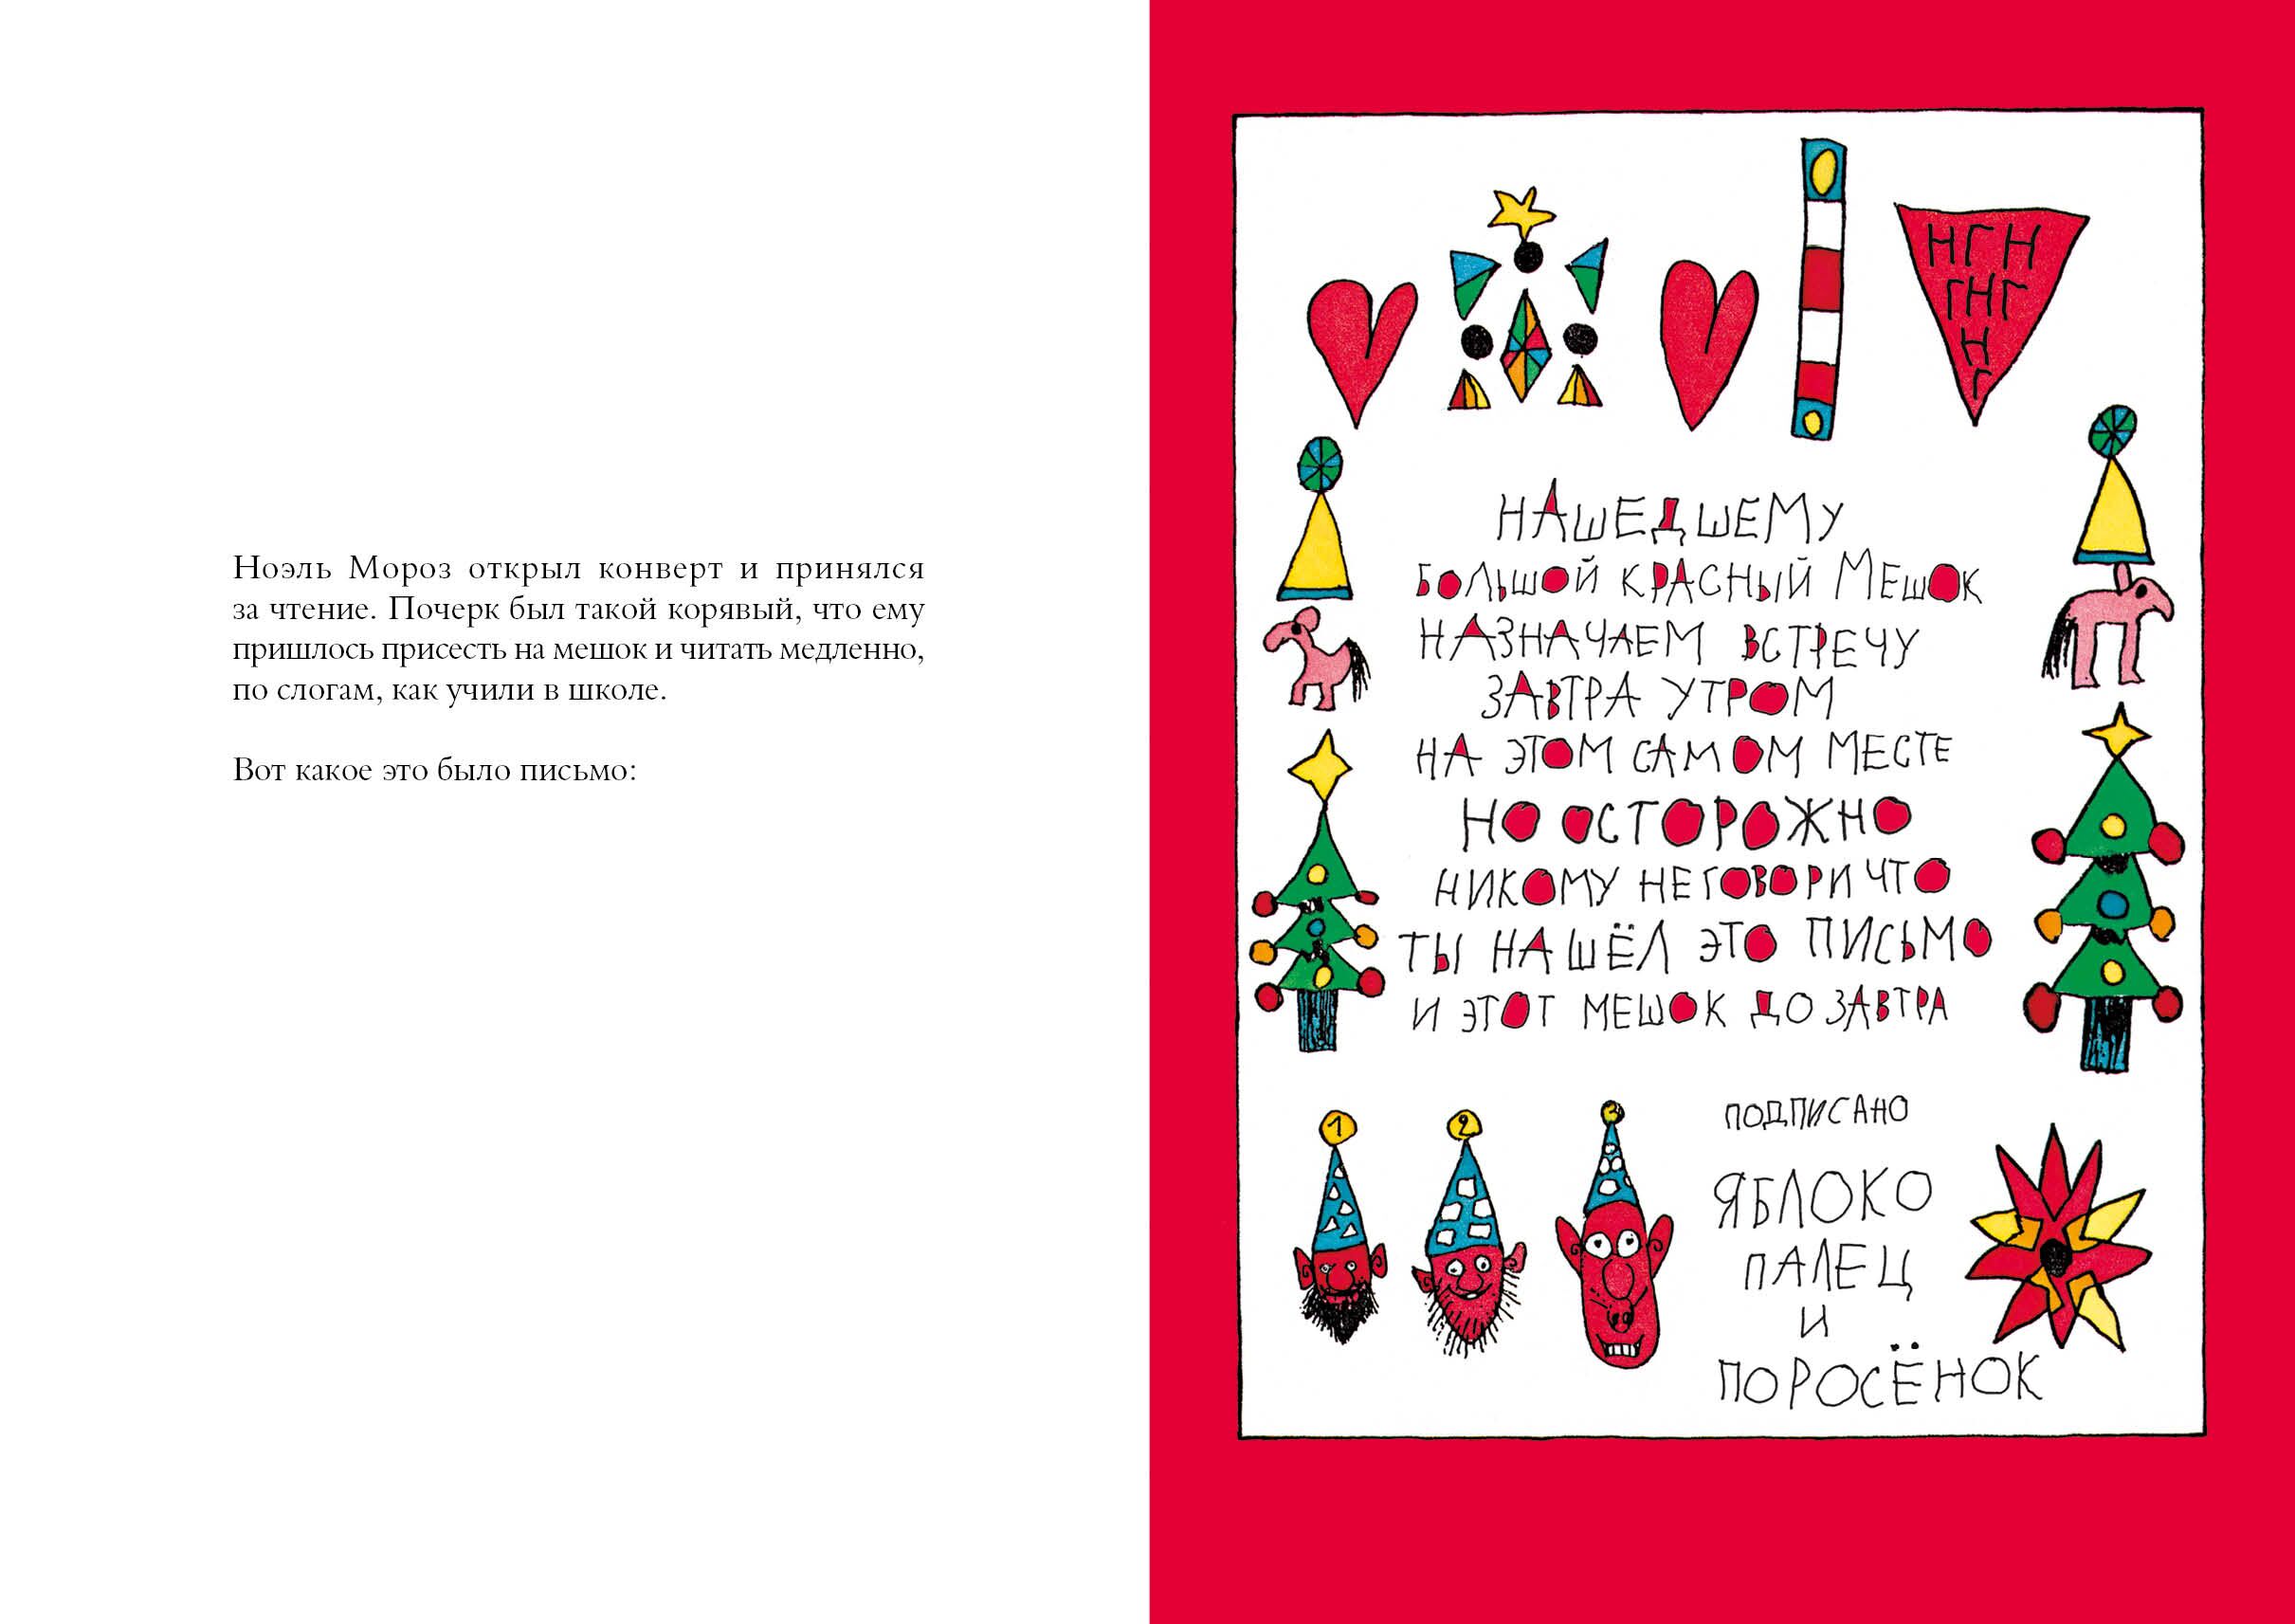 Ноэль Мороз открыл конверт и принялся
за чтение. Почерк был такой корявый, что ему
пришлось присесть на мешок и читать медленно,
по слогам, как учили в школе.
Вот какое это было письмо:
НГН
ГНГ
Н
Г
НАШЕДШЕМУ
БОЛЬШОЙ КРАСНЫЙ МЕШОК
НАЗНАЧАЕМ ВСТРЕЧУ
ЗАВТРА УТРОМ
НА ЭТОМ САМОМ МЕСТЕ
НО ОСТОРОЖНО
НИКОМУ НЕ ГОВОРИ ЧТО
ТЫ НАШЁЛ ЭТО ПИСЬМО
И ЭТОТ МЕШОК ДО ЗАВТРА
1 2 3
ПОДПИСАНО
ЯБЛОКО
ПАЛЕЦ
И
ПОРОСЁНОК